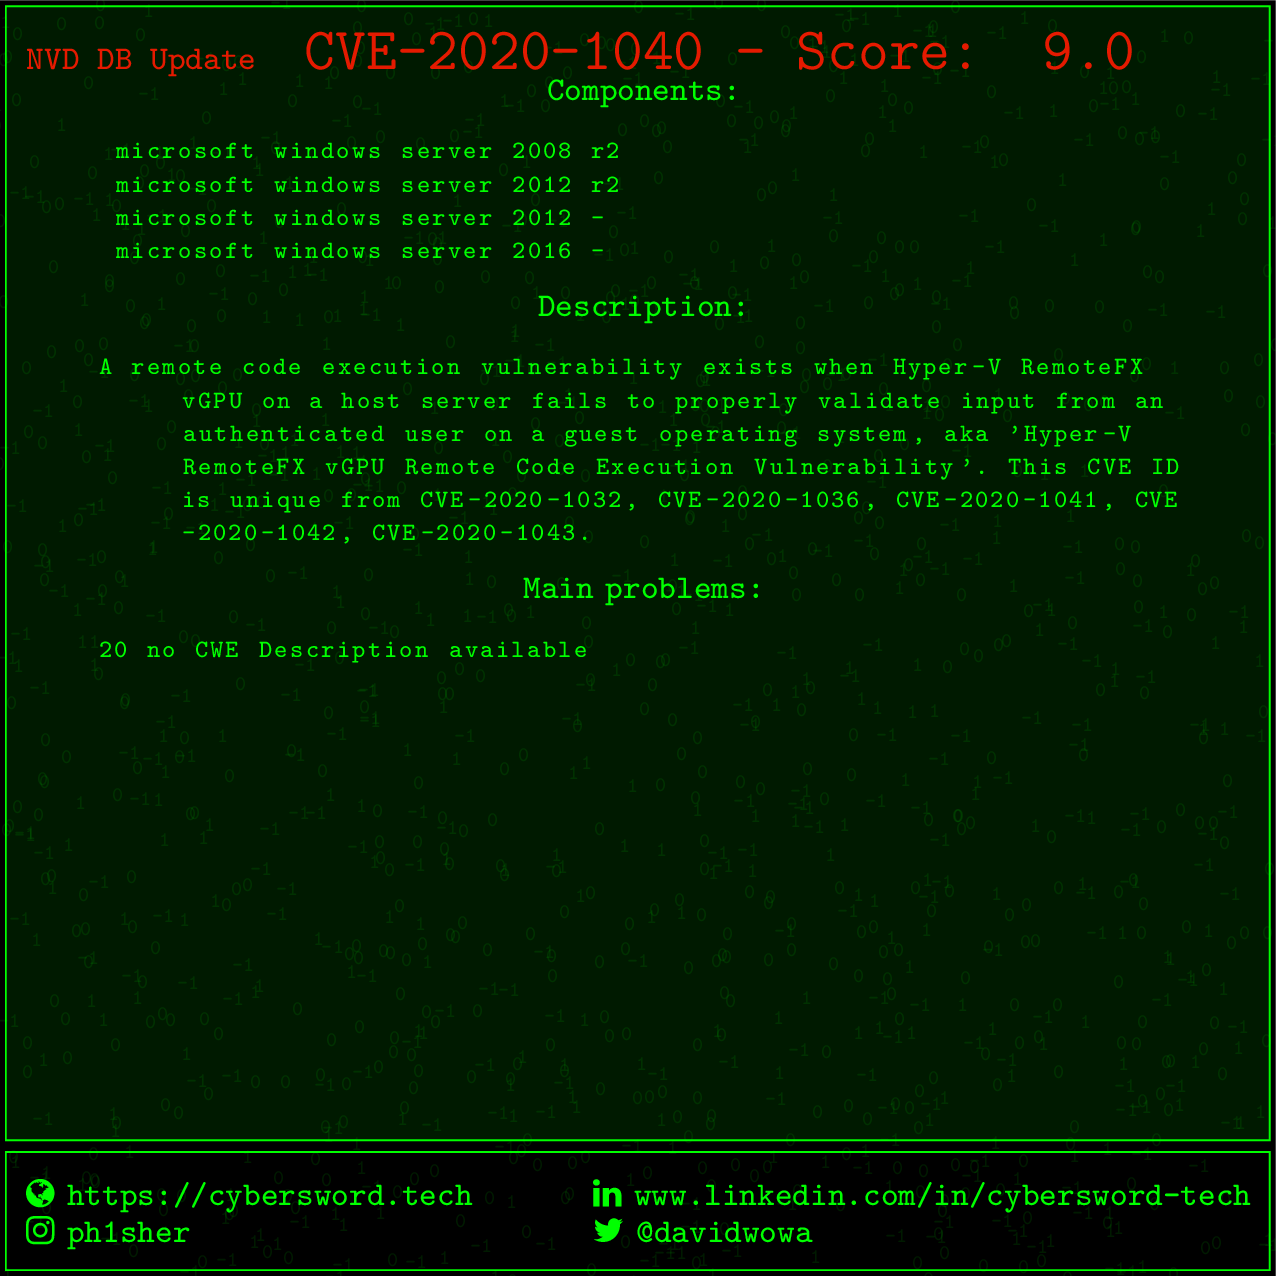 NVD DB Update CVE-2020-1040 - Score: 9.0
Components:
microsoft windows server 2008 r2
microsoft windows server 2012 r2
microsoft windows server 2012 -
microsoft windows server 2016 -
Description:
A remote code execution vulnerability exists when Hyper-V RemoteFX
vGPU on a host server fails to properly validate input from an
authenticated user on a guest operating system, aka 'Hyper-V
RemoteFX vGPU Remote Code Execution Vulnerability'. This CVE ID
is unique from CVE-2020-1032, CVE-2020-1036, CVE-2020-1041, CVE
-2020-1042, CVE-2020-1043.
Main problems:
20 no CWE Description available
https://cybersword.tech www.linkedin.com/in/cybersword-tech
ph1sher @davidwowa